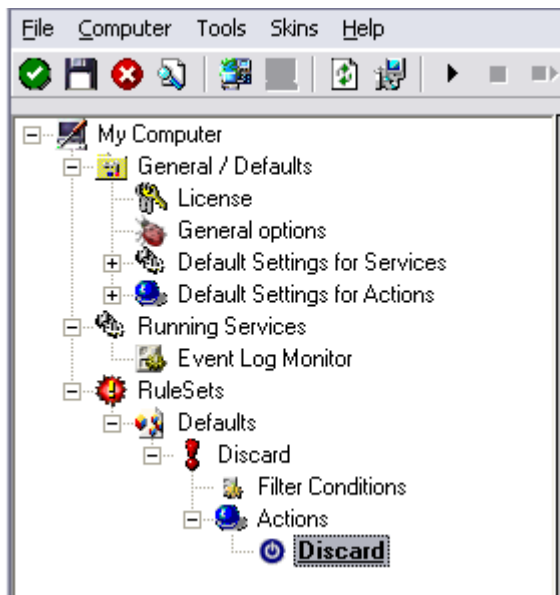 File Computer Tools Skins Help
My Computer
General / Defaults
License
General options
Default Settings for Services
Default Settings for Actions
Running Services
Event Log Monitor
RuleSets
Defaults
Discard
Filter Conditions
Actions
Discard